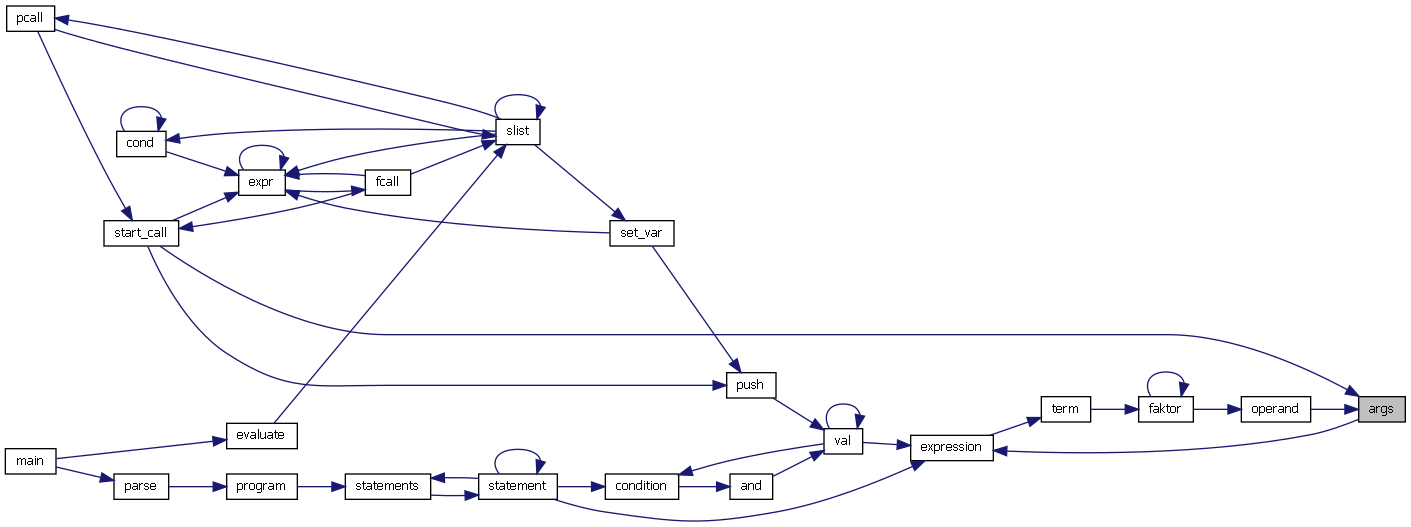 pcall
slist
cond
expr
fcall
start_call
set_var
push
term
faktor
operand
args
evaluate
val
expression
main
parse
program
statements
statement
condition
and